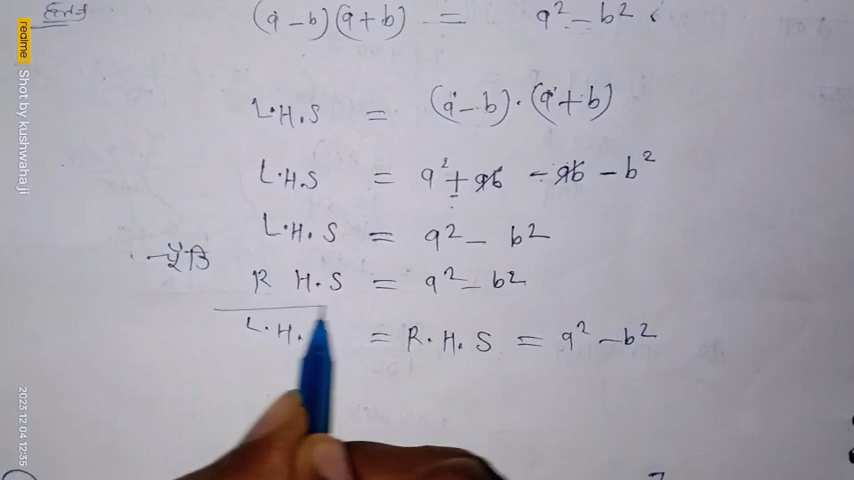 (a-b)(a+b) = a²-b²
L.H.S = (a-b)·(a+b)
L.H.S = a²+ab -ab -b²
L.H.S = a²- b²
R H.S = a²-b²
L.H. = R.H.S = a²-b²
realme
Shot by kushwaha ji
2023.12.04 12:35